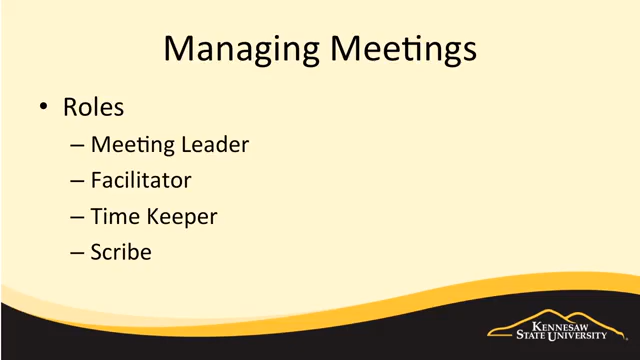 Managing Meetings
• Roles
– Meeting Leader
– Facilitator
– Time Keeper
– Scribe
KENNESAW
STATE UNIVERSITY